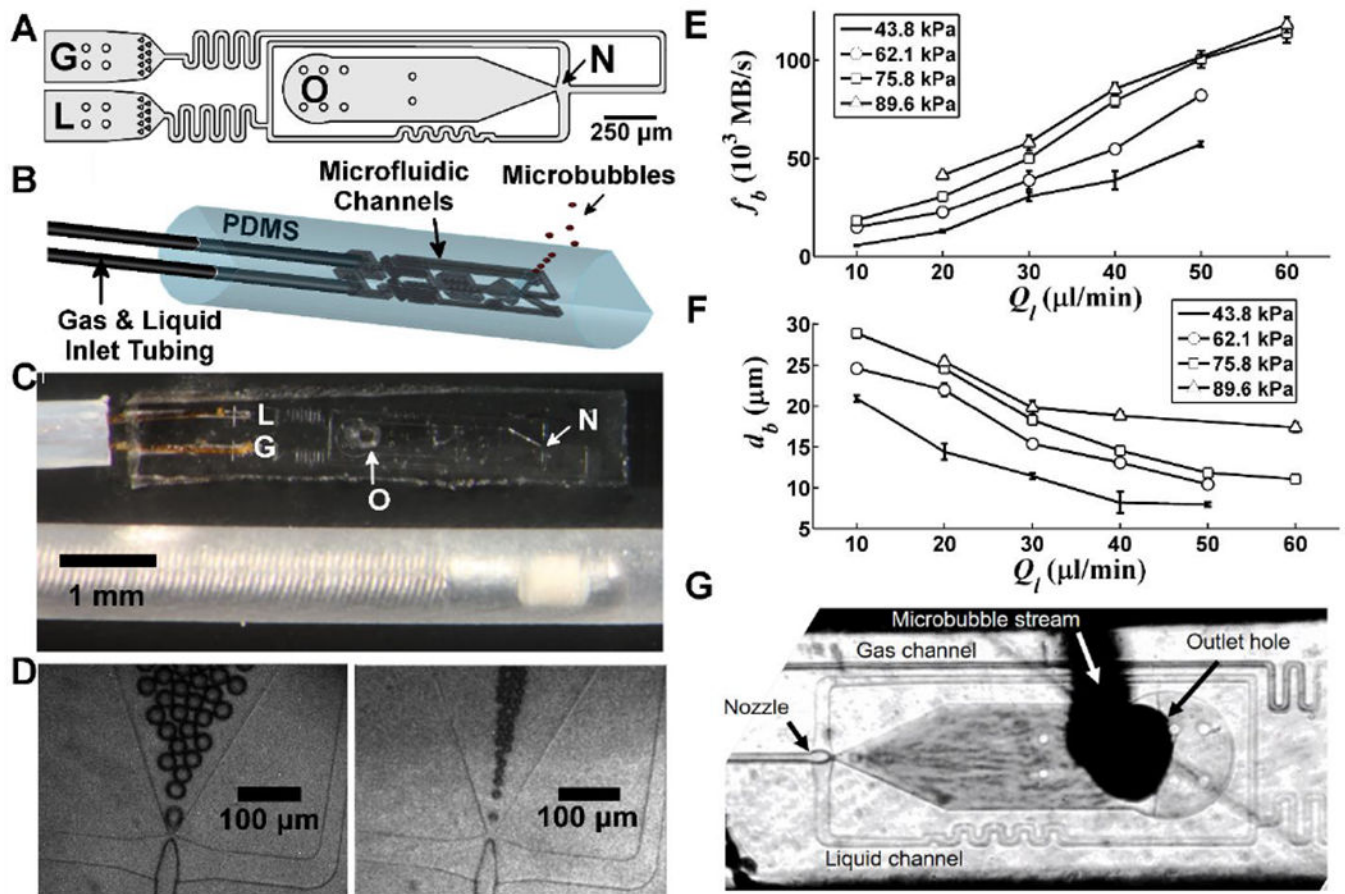 A
G
L
O
N
250 μm
B
Microfluidic
Channels
Microbubbles
PDMS
Gas & Liquid
Inlet Tubing
C
L
G
N
O
1 mm
D
100 μm
100 μm
E
f_b (10³ MB/s)
100
50
0
43.8 kPa
62.1 kPa
75.8 kPa
89.6 kPa
10 20 30 40 50 60
Q_l (μl/min)
F
d_b (μm)
30
25
20
15
10
5
43.8 kPa
62.1 kPa
75.8 kPa
89.6 kPa
10 20 30 40 50 60
Q_l (μl/min)
G
Microbubble stream
Gas channel
Outlet hole
Nozzle
Liquid channel